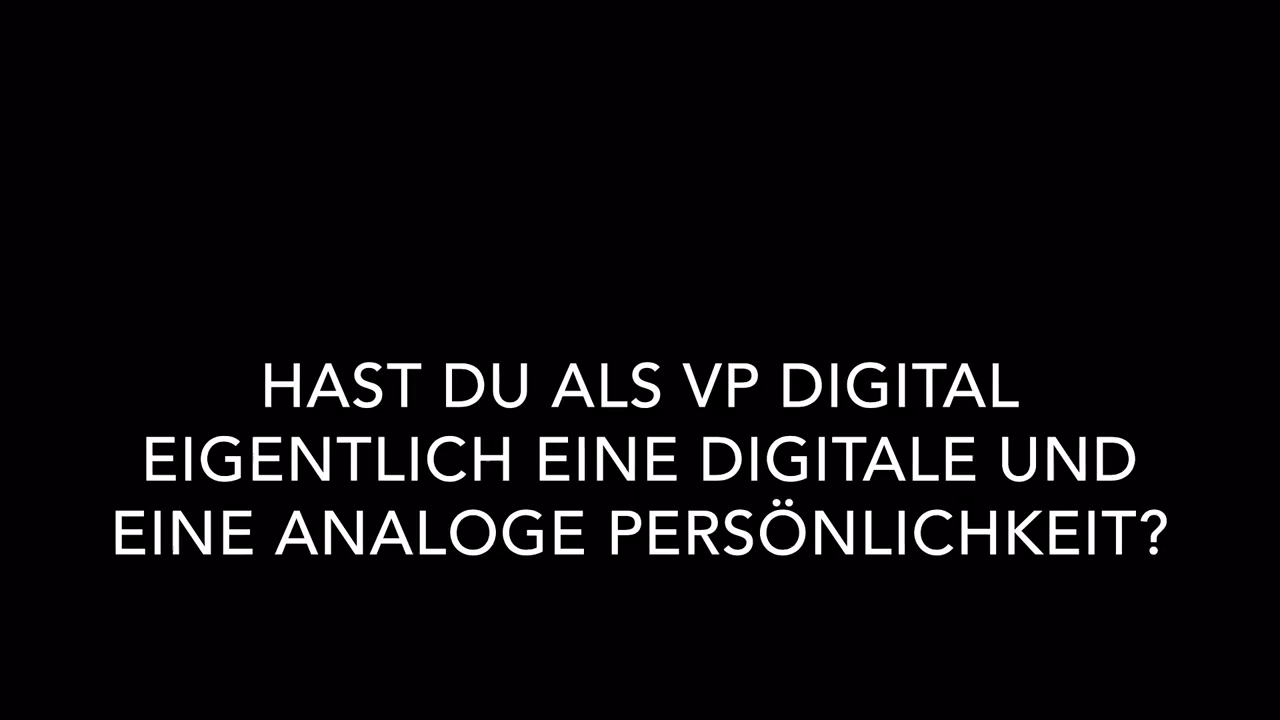 HAST DU ALS VP DIGITAL
EIGENTLICH EINE DIGITALE UND
EINE ANALOGE PERSÖNLICHKEIT?